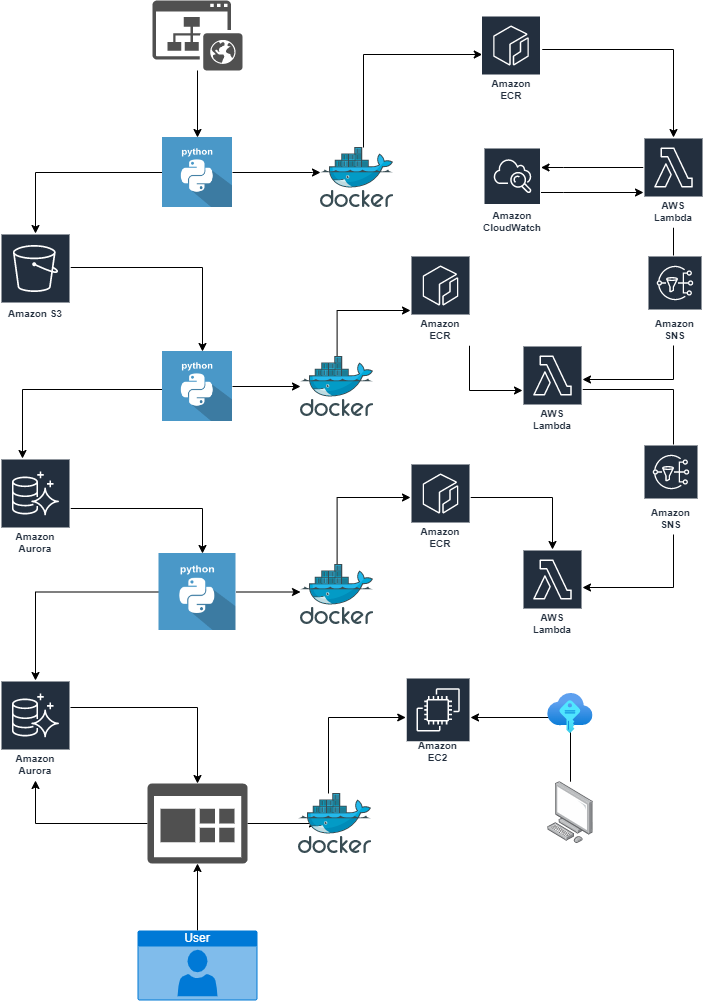 Amazon
ECR
python
docker
Amazon
CloudWatch
AWS
Lambda
Amazon S3
Amazon
ECR
Amazon
SNS
python
docker
AWS
Lambda
Amazon
Aurora
Amazon
ECR
Amazon
SNS
python
docker
AWS
Lambda
Amazon
Aurora
Amazon
EC2
docker
User